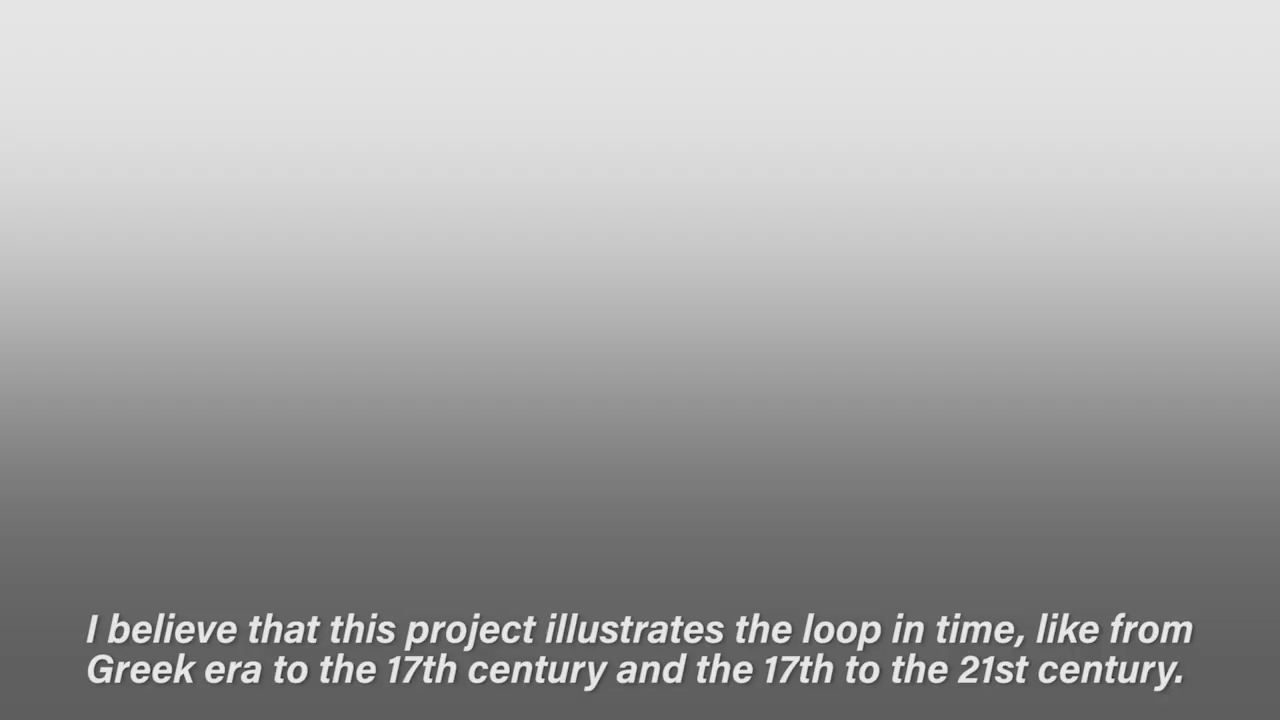 I believe that this project illustrates the loop in time, like from
Greek era to the 17th century and the 17th to the 21st century.